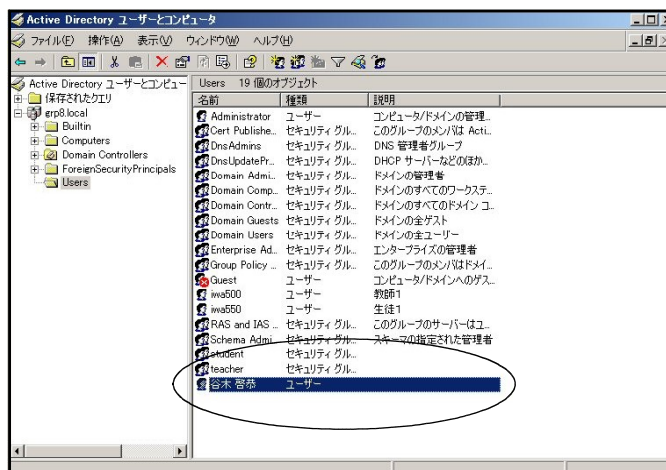 Active Directory ユーザーとコンピュータ
ファイル(F) 操作(A) 表示(V) ウィンドウ(W) ヘルプ(H)
Active Directory ユーザーとコンピュー
保存されたクエリ
grp8.local
Builtin
Computers
Domain Controllers
ForeignSecurityPrincipals
Users
Users 19 個のオブジェクト
名前 種類 説明
Administrator ユーザー コンピュータ/ドメインの管理...
Cert Publishe... セキュリティ グル... このグループのメンバは Acti...
DnsAdmins セキュリティ グル... DNS 管理者グループ
DnsUpdatePr... セキュリティ グル... DHCP サーバーなどのほか...
Domain Admi... セキュリティ グル... ドメインの管理者
Domain Comp... セキュリティ グル... ドメインのすべてのワークステ...
Domain Contr... セキュリティ グル... ドメインのすべてのドメイン コ...
Domain Guests セキュリティ グル... ドメインの全ゲスト
Domain Users セキュリティ グル... ドメインの全ユーザー
Enterprise Ad... セキュリティ グル... エンタープライズの管理者
Group Policy ... セキュリティ グル... このグループのメンバはドメイ...
Guest ユーザー コンピュータ/ドメインへのゲス...
iwa500 ユーザー 教師1
iwa550 ユーザー 生徒1
RAS and IAS ... セキュリティ グル... このグループのサーバーはユ...
Schema Admi... セキュリティ グル... スキーマの指定された管理者
student セキュリティ グル...
teacher セキュリティ グル...
谷木 啓恭 ユーザー